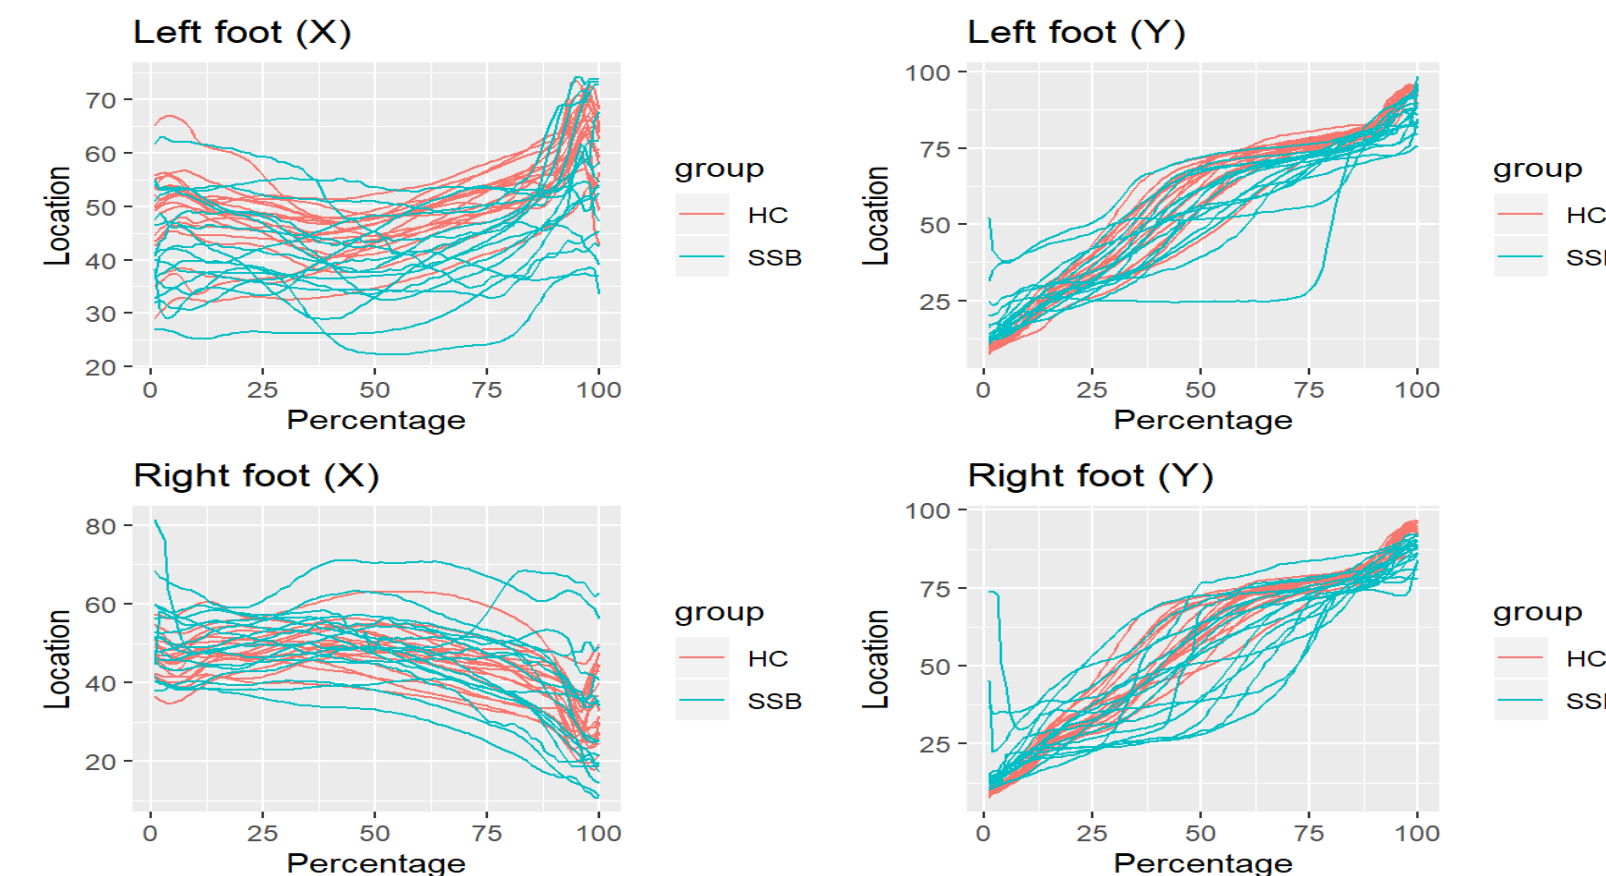 Left foot (X)
Location
70
60
50
40
30
20
0 25 50 75 100
Percentage
group
HC
SSB
Left foot (Y)
Location
100
75
50
25
0 25 50 75 100
Percentage
group
HC
SSI
Right foot (X)
Location
80
60
40
20
0 25 50 75 100
Percentage
group
HC
SSB
Right foot (Y)
Location
100
75
50
25
0 25 50 75 100
Percentage
group
HC
SSI